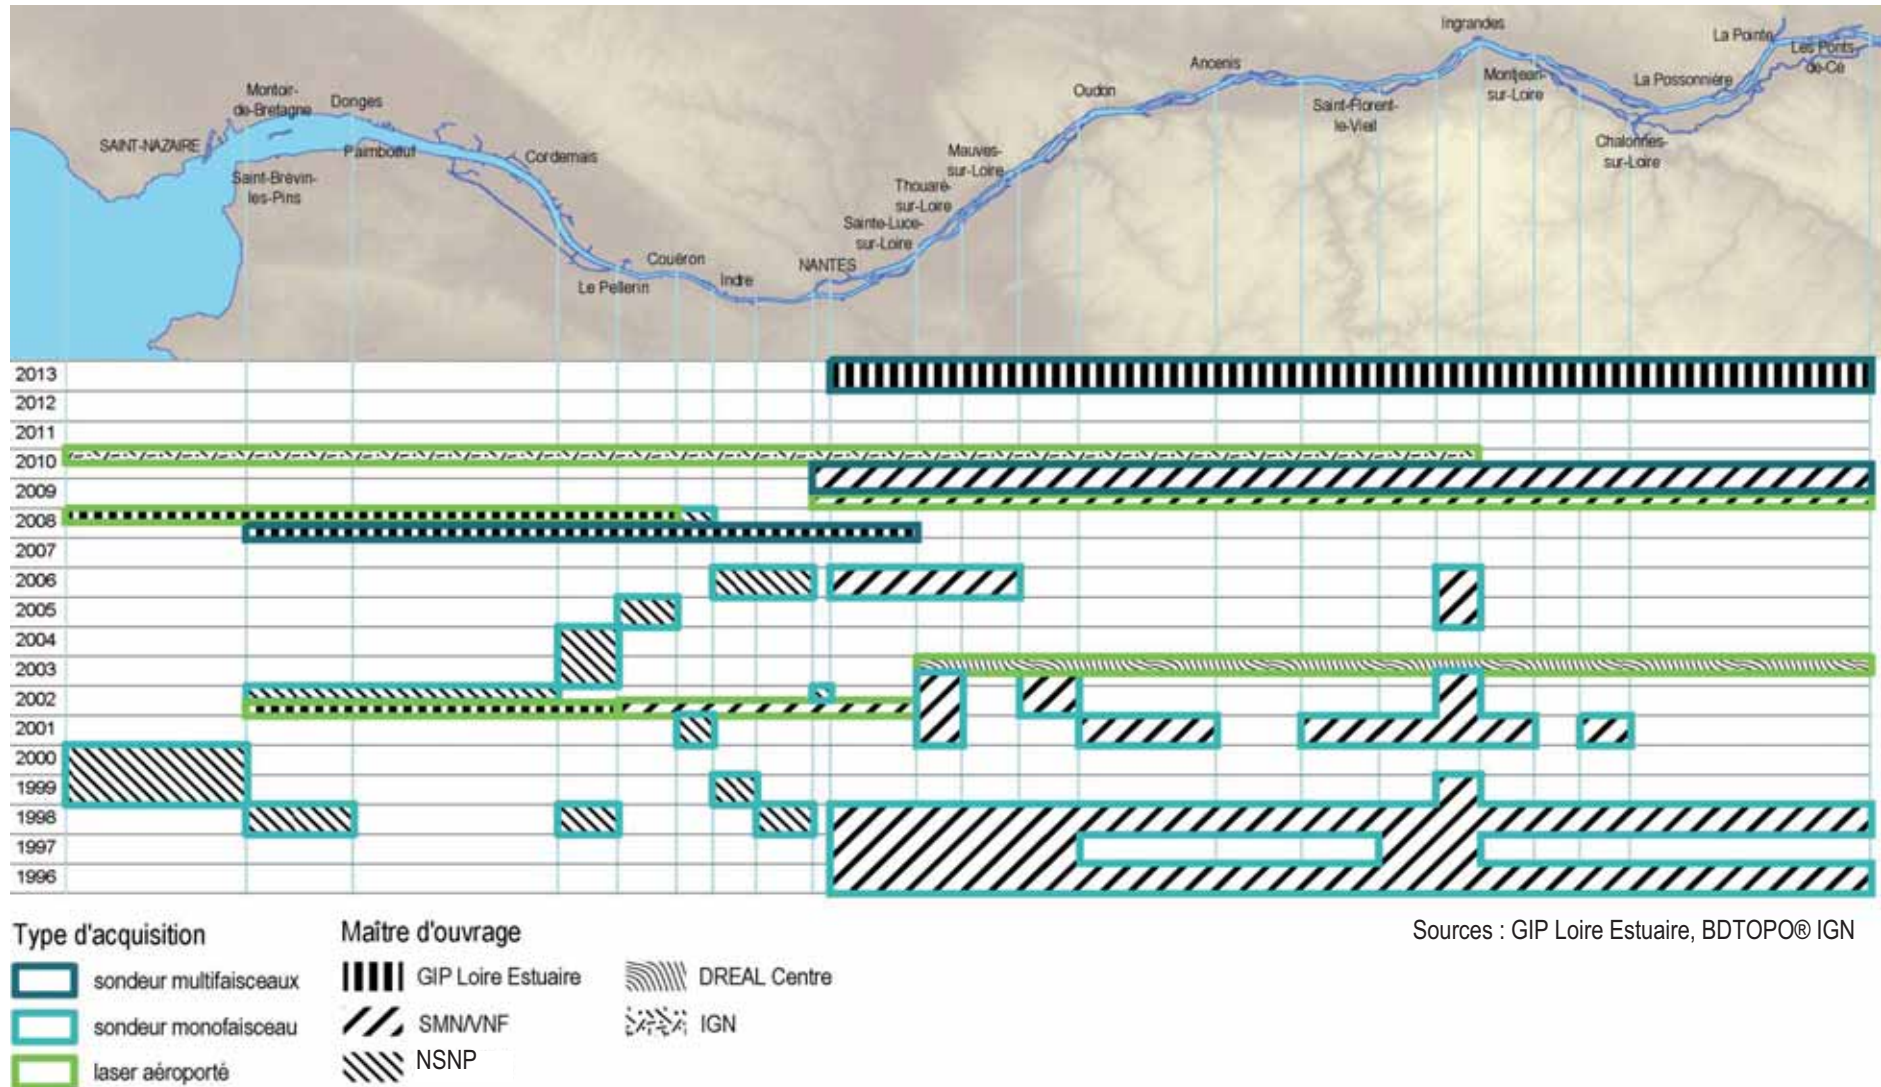 Ingrandes
La Pointe
Les Ponts-
de-Cé
Ancenis
Montjean-
sur-Loire
La Possonnière
Oudon
Saint-Florent-
le-Vieil
Chalonnes-
sur-Loire
Montoir-
de-Bretagne
Donges
SAINT-NAZAIRE
Paimboeuf
Cordemais
Saint-Brévin-
les-Pins
Mauves-
sur-Loire
Thouaré-
sur-Loire
Sainte-Luce-
sur-Loire
Couëron
NANTES
Indre
Le Pellerin
2013
2012
2011
2010
2009
2008
2007
2006
2005
2004
2003
2002
2001
2000
1999
1998
1997
1996
Type d'acquisition
sondeur multifaisceaux
sondeur monofaisceau
laser aéroporté
Maître d'ouvrage
GIP Loire Estuaire
SMN/VNF
NSNP
DREAL Centre
IGN
Sources : GIP Loire Estuaire, BDTOPO® IGN